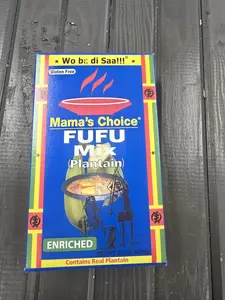 * Wo bɛ di Saa!!! *
Gluten Free
Mama's Choice®
FUFU
Mix
(Plantain)
ENRICHED
Contains Real Plantain